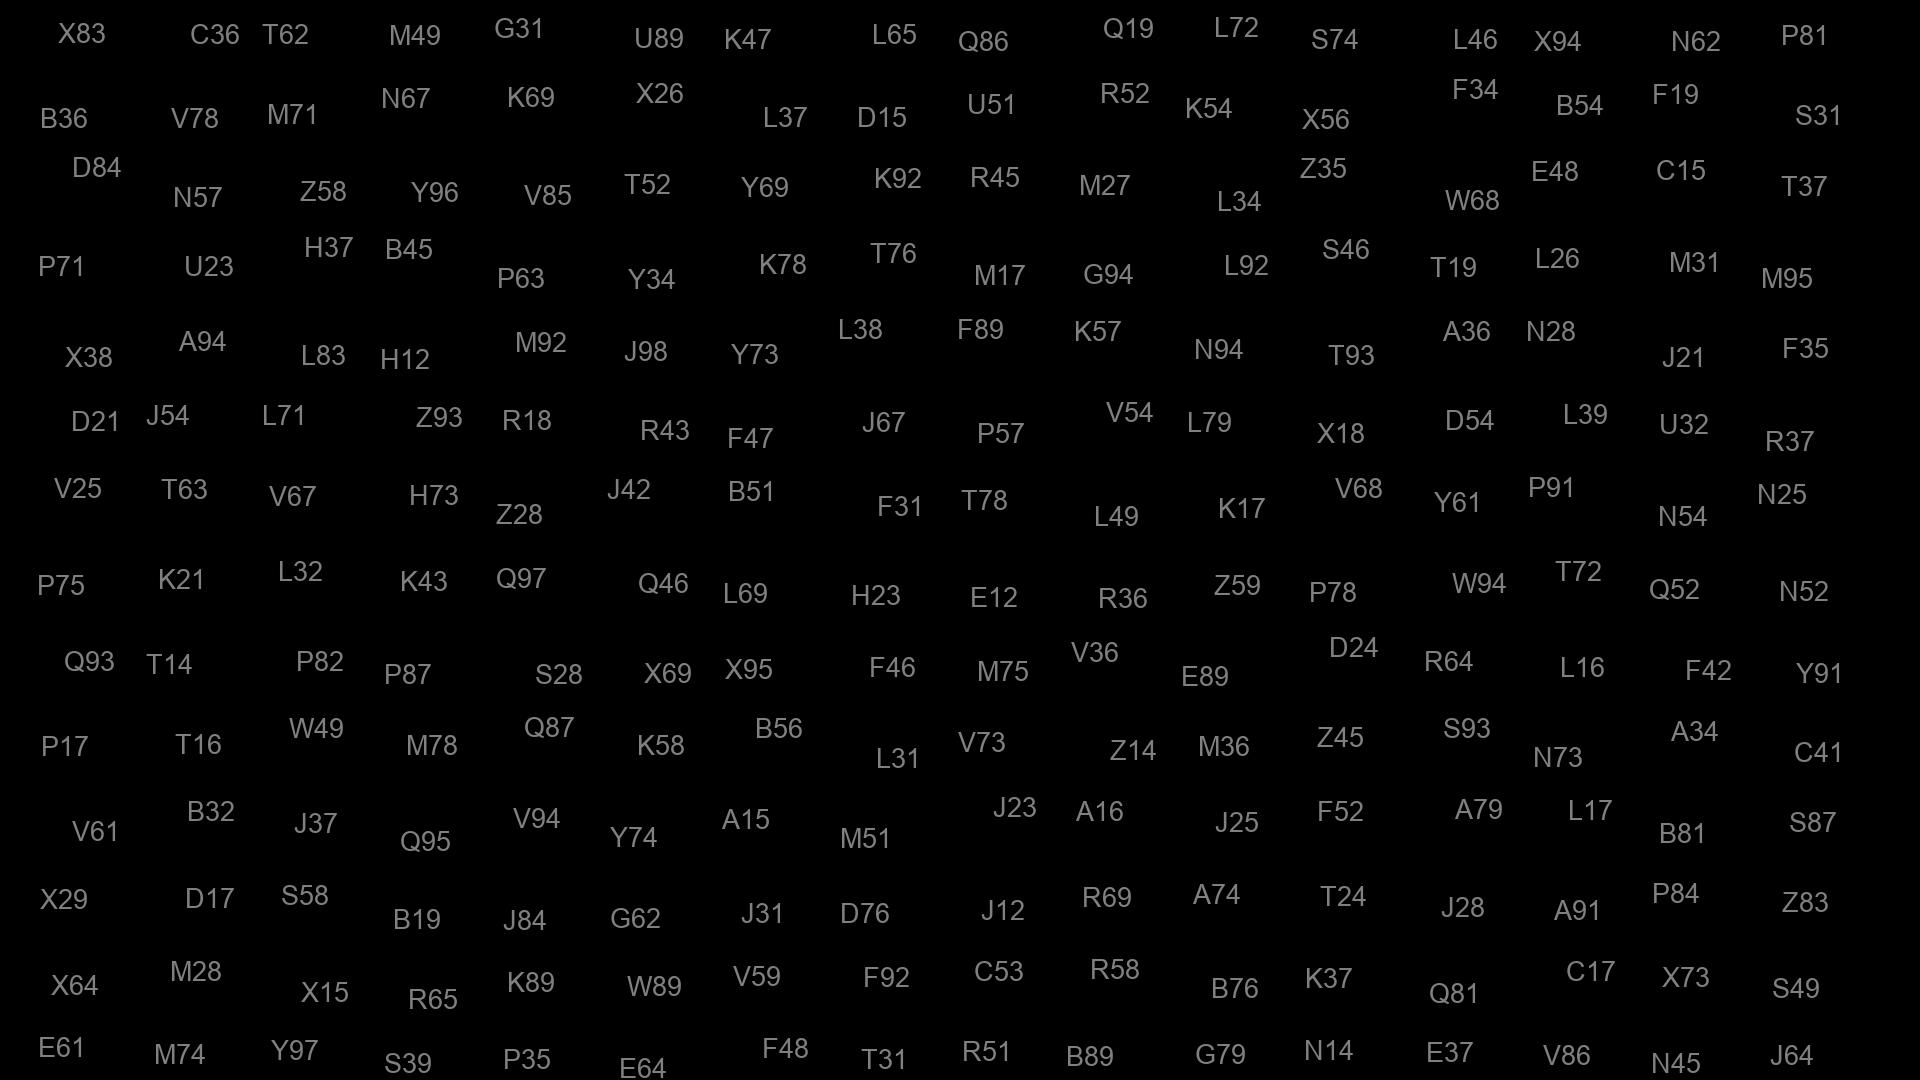 X83 C36 T62 M49 G31 U89 K47 L65 Q86 Q19 L72 S74 L46 X94 N62 P81
B36 V78 M71 N67 K69 X26 L37 D15 U51 R52 K54 X56 F34 B54 F19 S31
D84 N57 Z58 Y96 V85 T52 Y69 K92 R45 M27 L34 Z35 W68 E48 C15 T37
P71 U23 H37 B45 P63 Y34 K78 T76 M17 G94 L92 S46 T19 L26 M31 M95
X38 A94 L83 H12 M92 J98 Y73 L38 F89 K57 N94 T93 A36 N28 J21 F35
D21 J54 L71 Z93 R18 R43 F47 J67 P57 V54 L79 X18 D54 L39 U32 R37
V25 T63 V67 H73 Z28 J42 B51 F31 T78 L49 K17 V68 Y61 P91 N54 N25
P75 K21 L32 K43 Q97 Q46 L69 H23 E12 R36 Z59 P78 W94 T72 Q52 N52
Q93 T14 P82 P87 S28 X69 X95 F46 M75 V36 E89 D24 R64 L16 F42 Y91
P17 T16 W49 M78 Q87 K58 B56 L31 V73 Z14 M36 Z45 S93 N73 A34 C41
V61 B32 J37 Q95 V94 Y74 A15 M51 J23 A16 J25 F52 A79 L17 B81 S87
X29 D17 S58 B19 J84 G62 J31 D76 J12 R69 A74 T24 J28 A91 P84 Z83
X64 M28 X15 R65 K89 W89 V59 F92 C53 R58 B76 K37 Q81 C17 X73 S49
E61 M74 Y97 S39 P35 E64 F48 T31 R51 B89 G79 N14 E37 V86 N45 J64